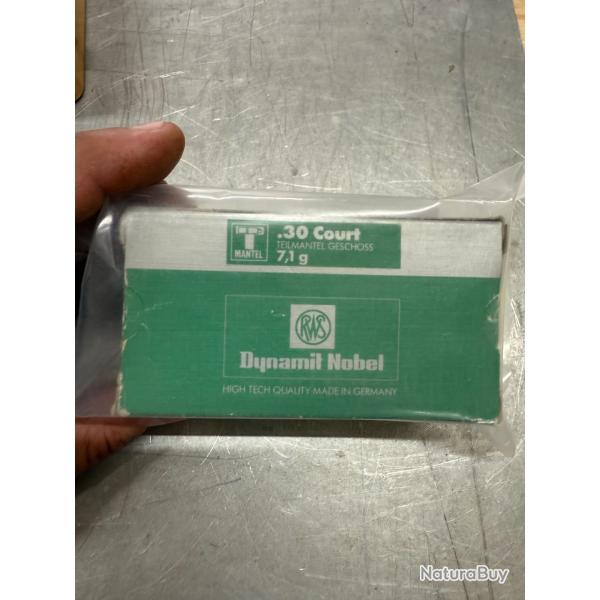 T
MANTEL
.30 Court
TEILMANTEL GESCHOSS
7,1 g
RWS
Dynamit Nobel
HIGH TECH QUALITY MADE IN GERMANY
NaturaBuy